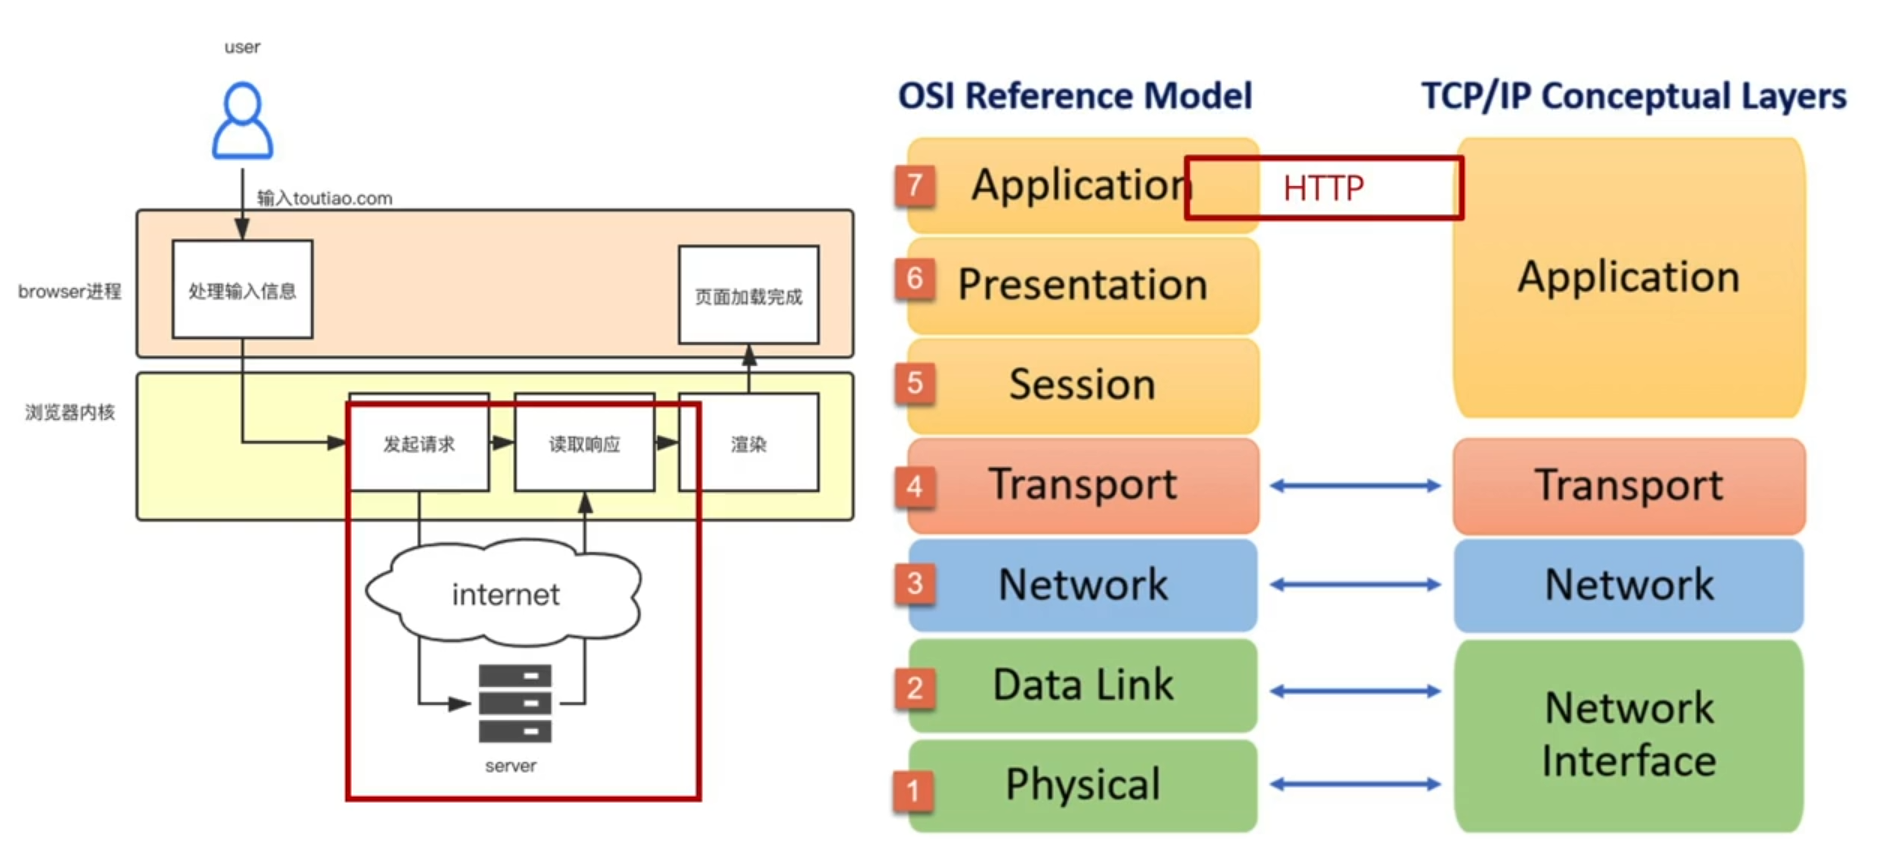 user
输入toutiao.com
browser进程
处理输入信息
页面加载完成
浏览器内核
发起请求
读取响应
渲染
internet
server
OSI Reference Model
7
Application
6
Presentation
5
Session
4
Transport
3
Network
2
Data Link
1
Physical
HTTP
TCP/IP Conceptual Layers
Application
Transport
Network
Network
Interface